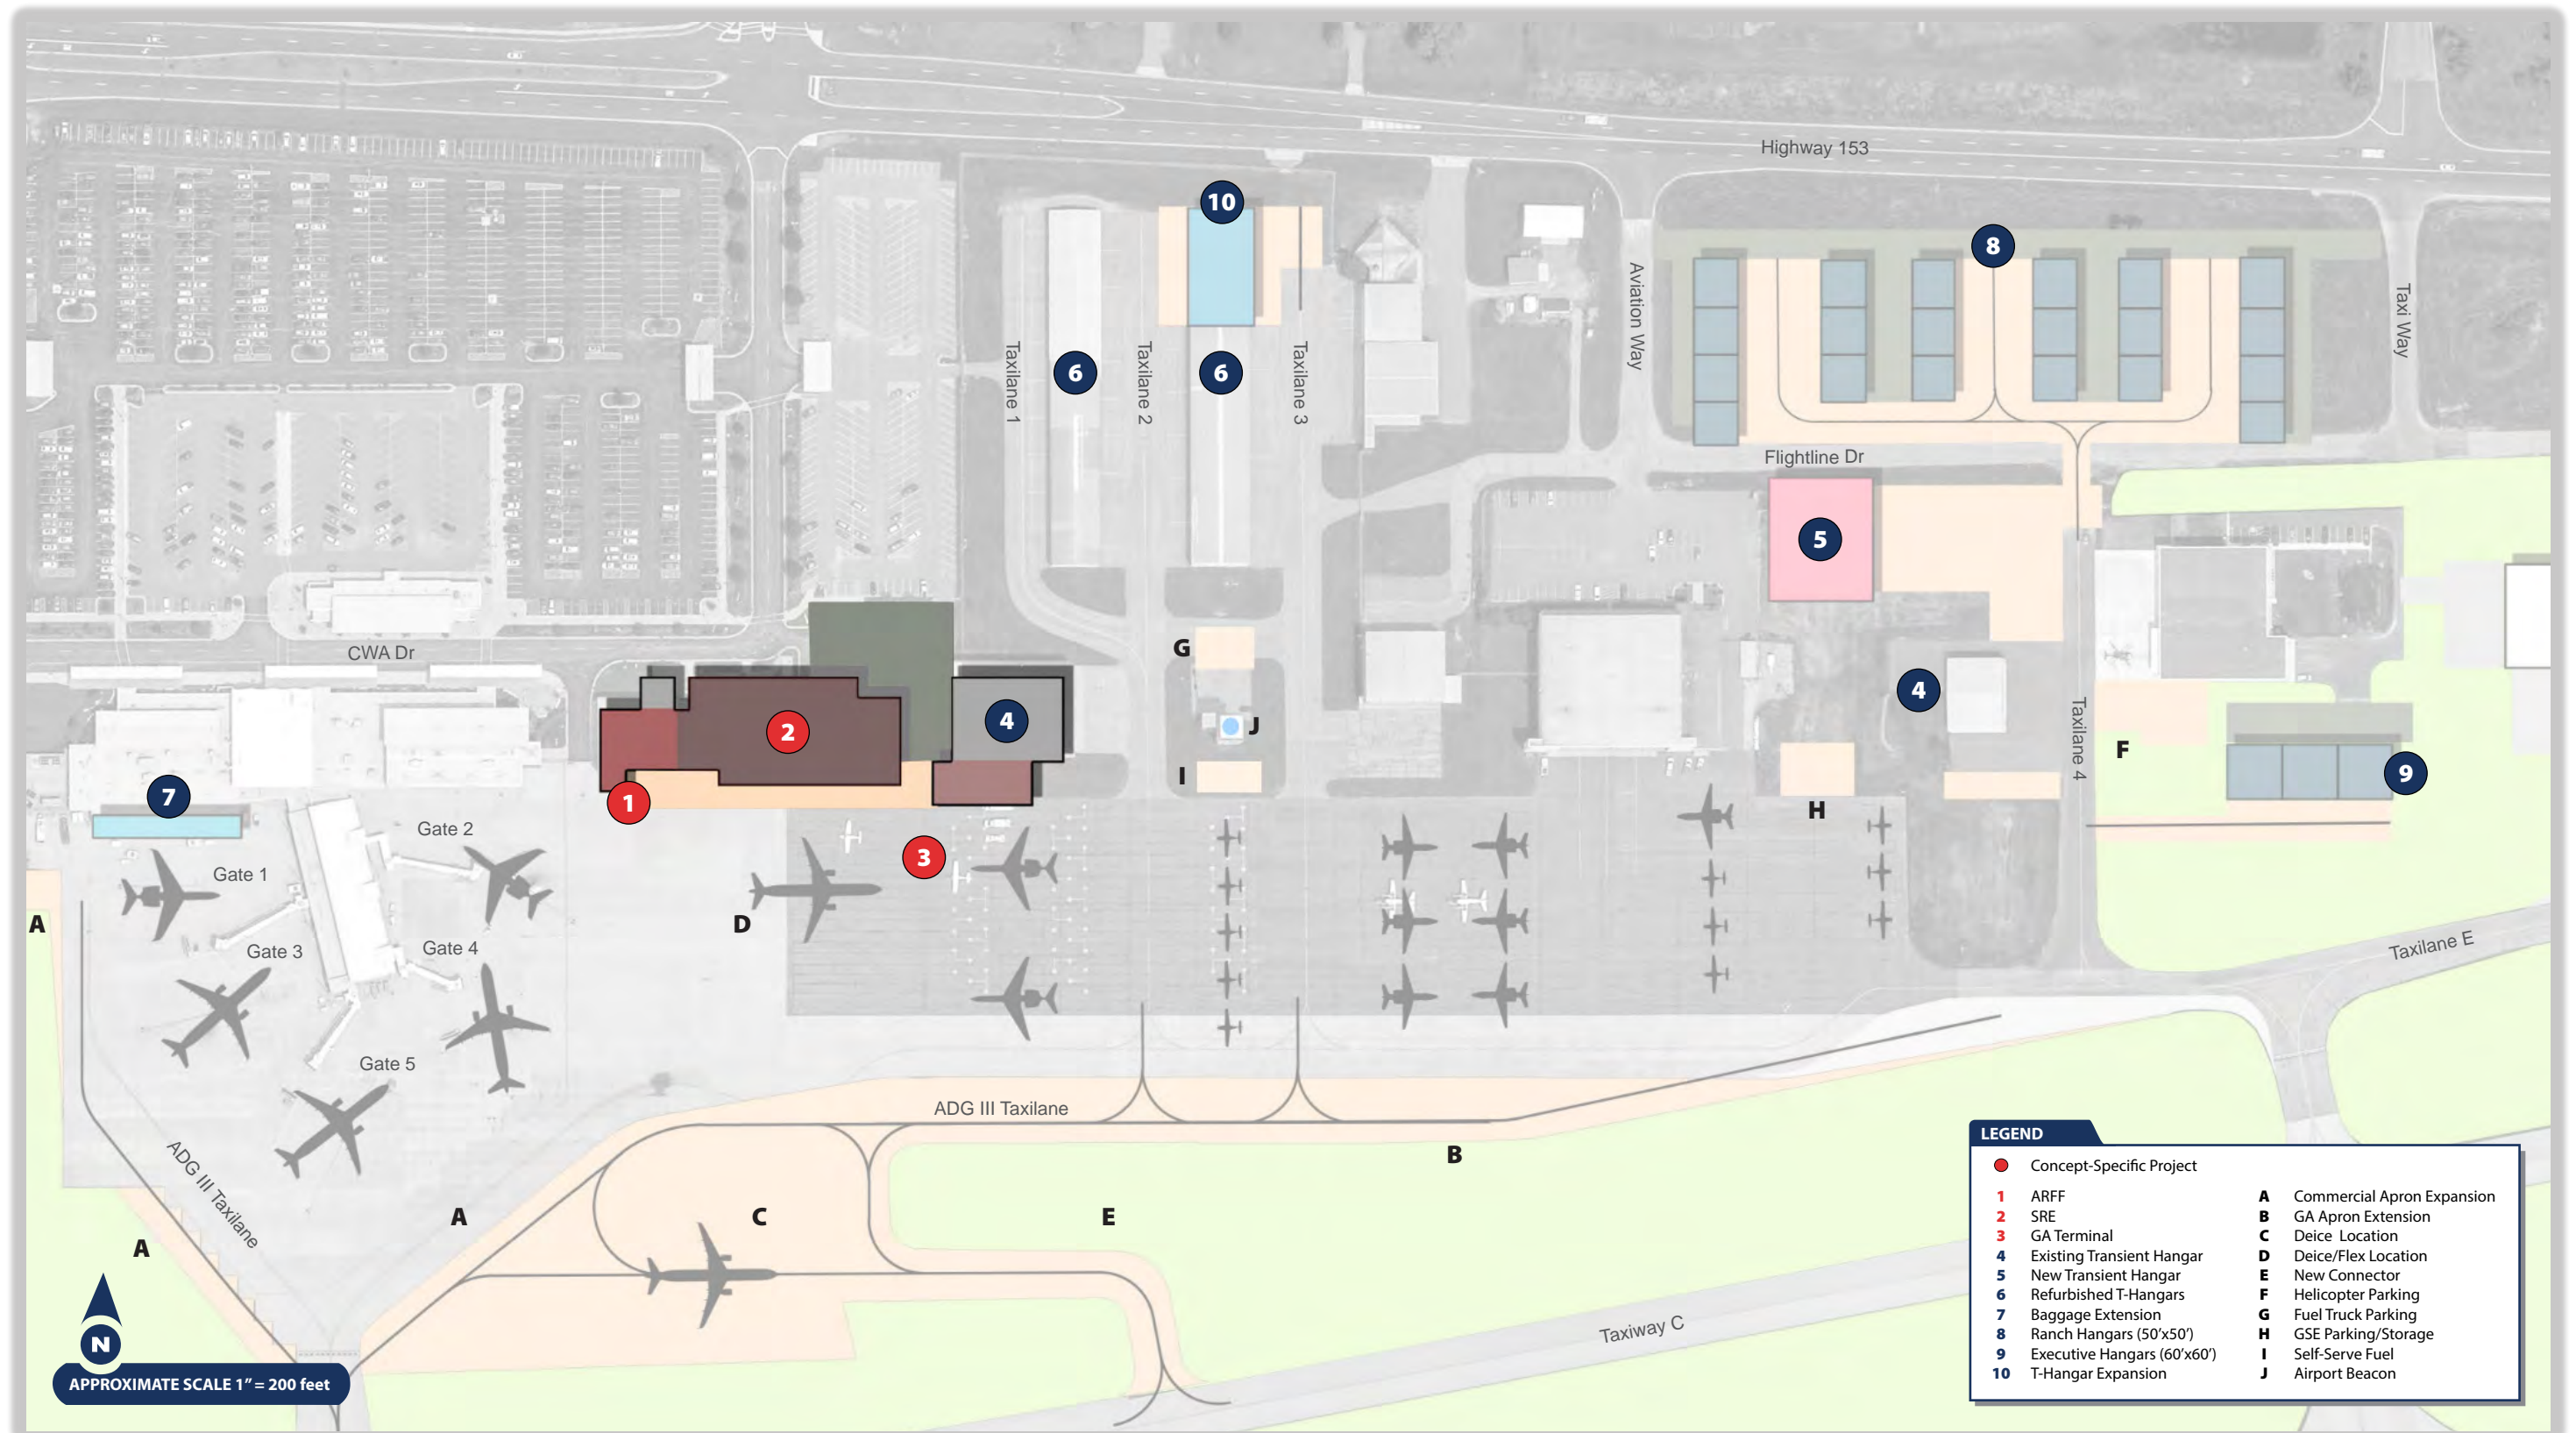 Highway 153
10
8
Aviation Way
Taxi Way
Taxilane 1
Taxilane 2
Taxilane 3
6
6
Flightline Dr
5
CWA Dr
G
4
2
4
J
Taxilane 4
F
I
9
7
1
H
Gate 2
3
Gate 1
A
D
Gate 3
Gate 4
Taxilane E
Gate 5
ADG III Taxilane
B
ADG III Taxilane
A
C
E
A
Taxiway C
N
APPROXIMATE SCALE 1" = 200 feet
LEGEND
Concept-Specific Project
1 ARFF
2 SRE
3 GA Terminal
4 Existing Transient Hangar
5 New Transient Hangar
6 Refurbished T-Hangars
7 Baggage Extension
8 Ranch Hangars (50'x50')
9 Executive Hangars (60'x60')
10 T-Hangar Expansion
A Commercial Apron Expansion
B GA Apron Extension
C Deice Location
D Deice/Flex Location
E New Connector
F Helicopter Parking
G Fuel Truck Parking
H GSE Parking/Storage
I Self-Serve Fuel
J Airport Beacon